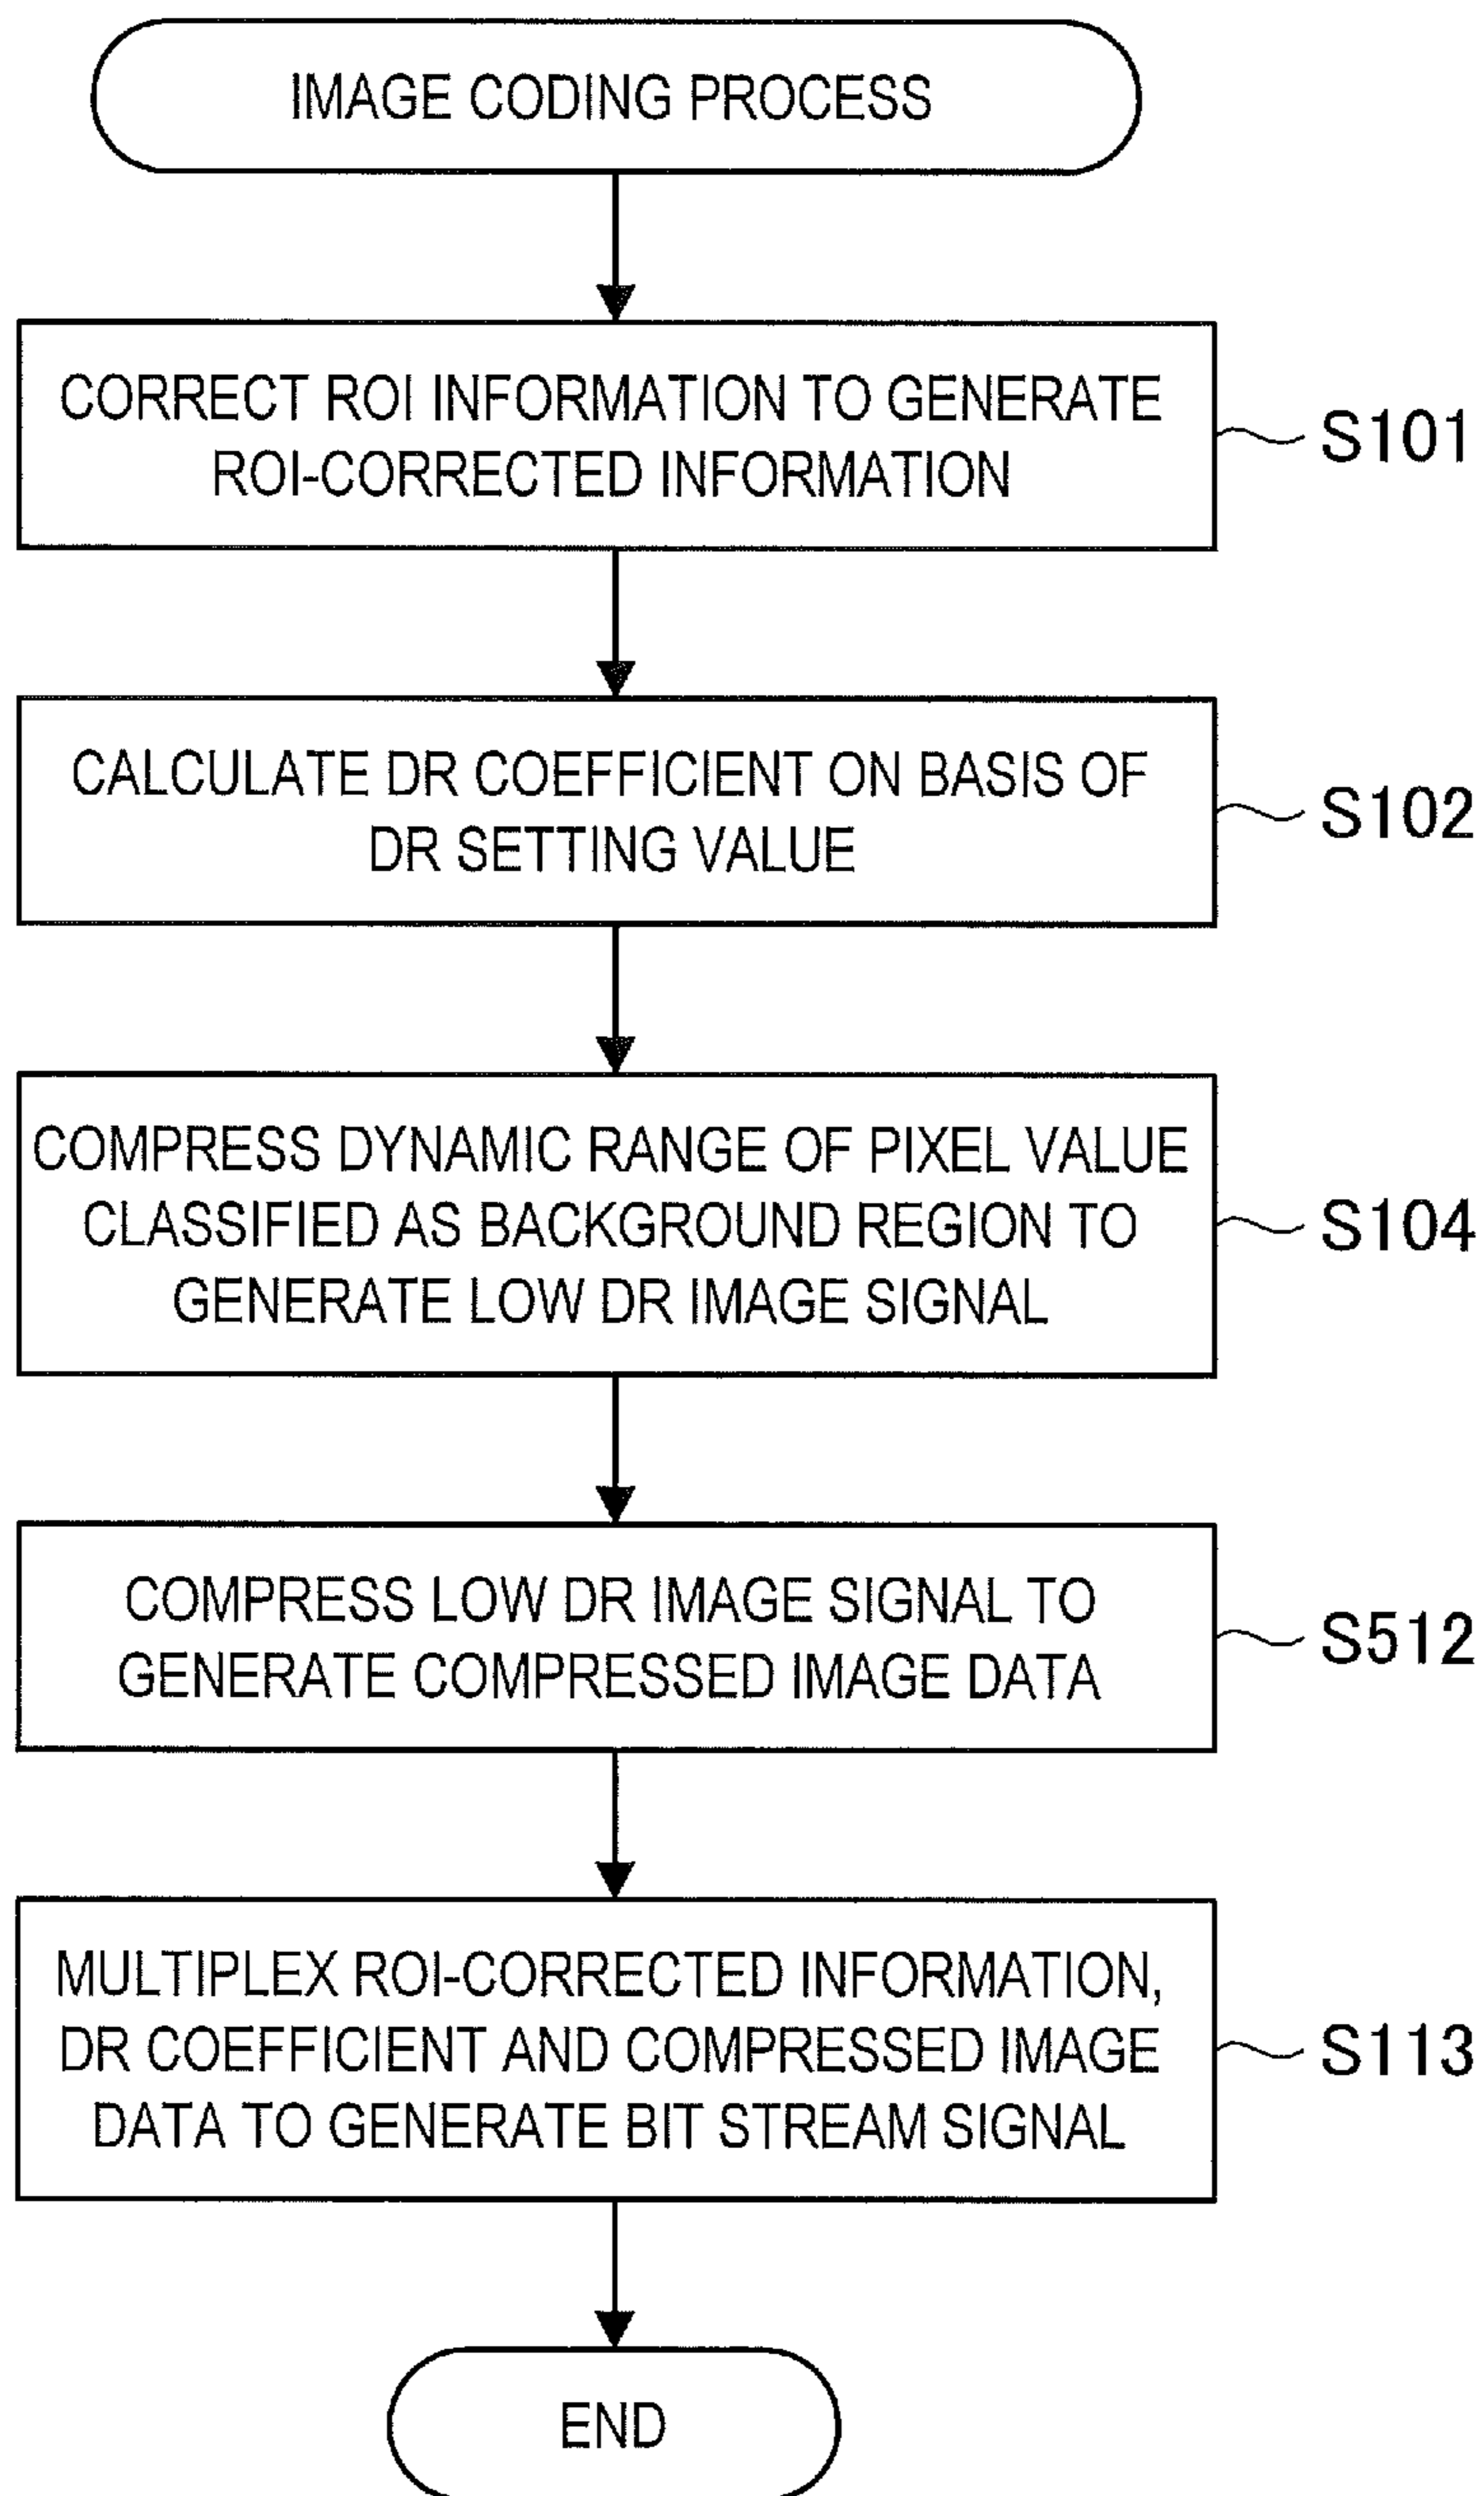 IMAGE CODING PROCESS
CORRECT ROI INFORMATION TO GENERATE
ROI-CORRECTED INFORMATION
S101
CALCULATE DR COEFFICIENT ON BASIS OF
DR SETTING VALUE
S102
COMPRESS DYNAMIC RANGE OF PIXEL VALUE
CLASSIFIED AS BACKGROUND REGION TO
GENERATE LOW DR IMAGE SIGNAL
S104
COMPRESS LOW DR IMAGE SIGNAL TO
GENERATE COMPRESSED IMAGE DATA
S512
MULTIPLEX ROI-CORRECTED INFORMATION,
DR COEFFICIENT AND COMPRESSED IMAGE
DATA TO GENERATE BIT STREAM SIGNAL
S113
END